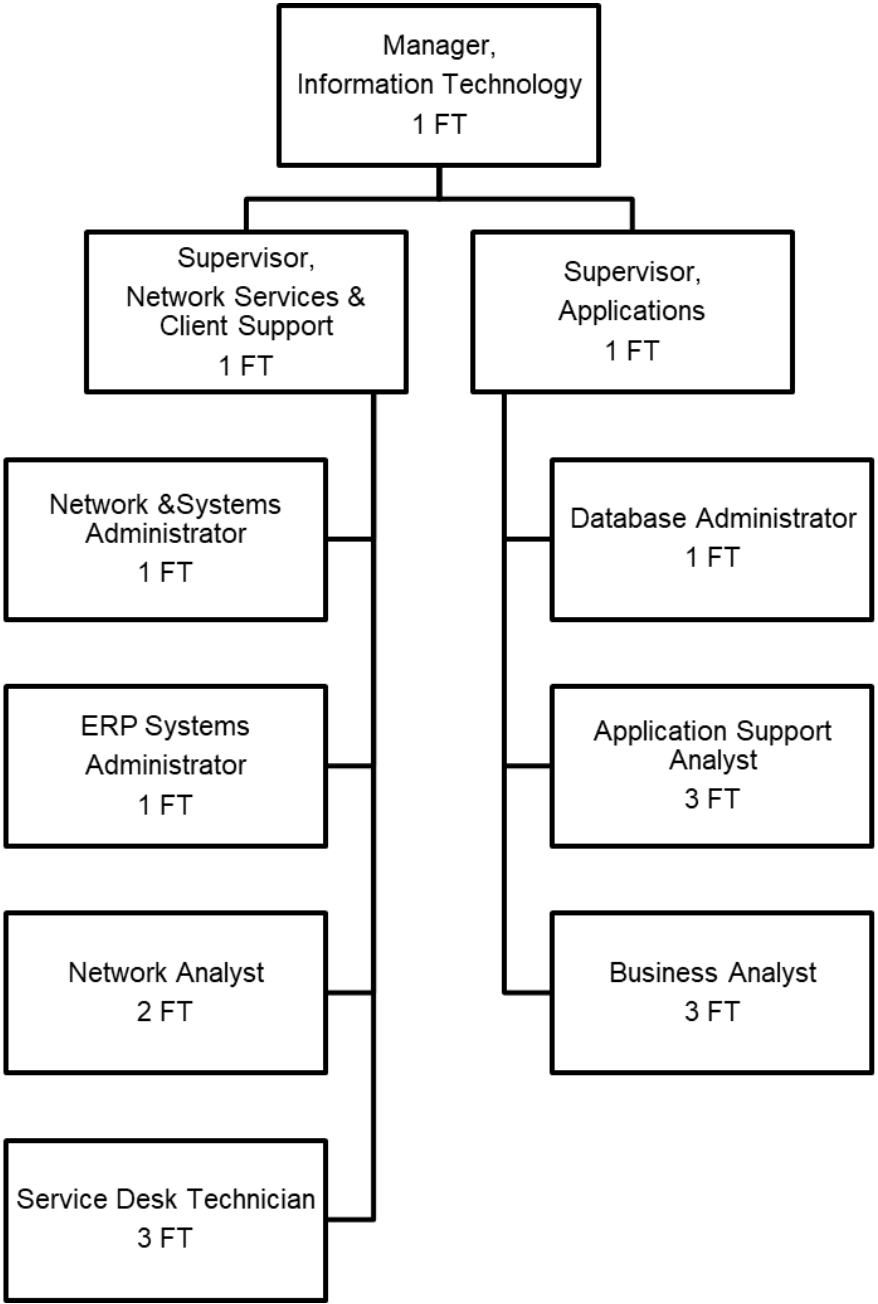 Manager,
Information Technology
1 FT
Supervisor,
Network Services &
Client Support
1 FT
Supervisor,
Applications
1 FT
Network &Systems
Administrator
1 FT
ERP Systems
Administrator
1 FT
Network Analyst
2 FT
Service Desk Technician
3 FT
Database Administrator
1 FT
Application Support
Analyst
3 FT
Business Analyst
3 FT